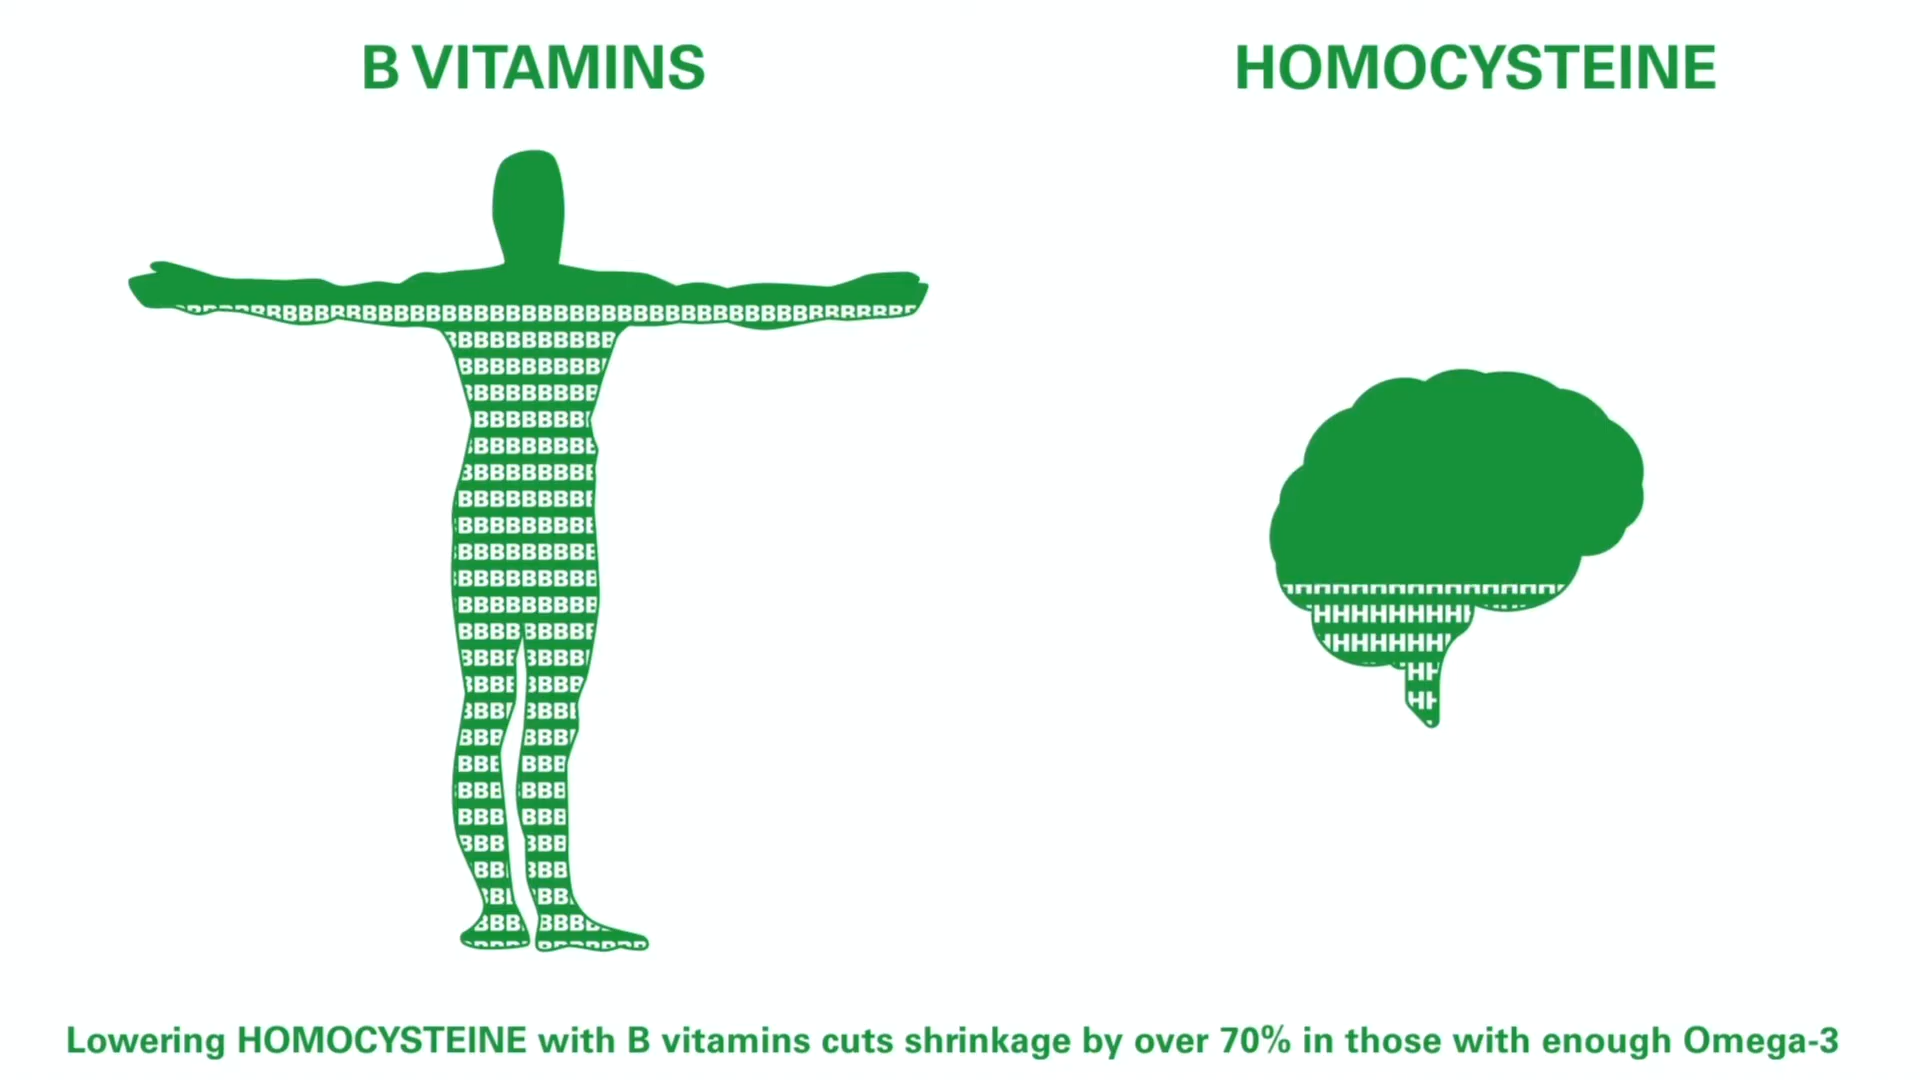 B VITAMINS
HOMOCYSTEINE
Lowering HOMOCYSTEINE with B vitamins cuts shrinkage by over 70% in those with enough Omega-3